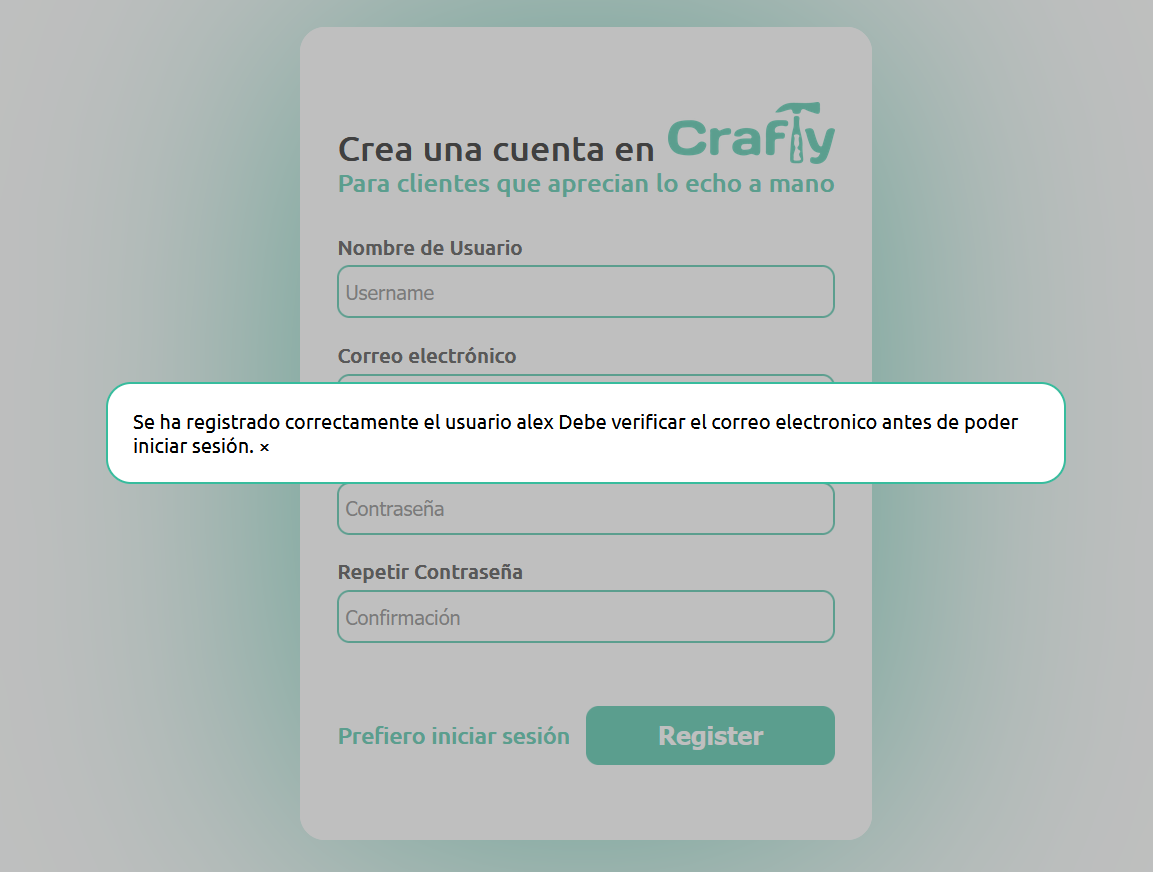 Crea una cuenta en Crafty
Para clientes que aprecian lo echo a mano
Nombre de Usuario
Username
Correo electrónico
Se ha registrado correctamente el usuario alex Debe verificar el correo electronico antes de poder
iniciar sesión. ×
Contraseña
Repetir Contraseña
Confirmación
Prefiero iniciar sesión
Register